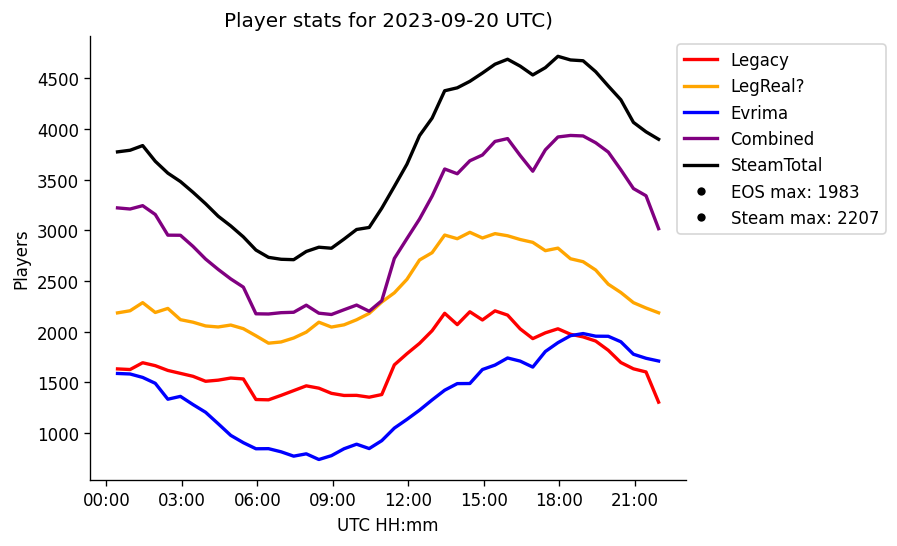 Player stats for 2023-09-20 UTC)
Players
4500
4000
3500
3000
2500
2000
1500
1000
00:00 03:00 06:00 09:00 12:00 15:00 18:00 21:00
UTC HH:mm
Legacy
LegReal?
Evrima
Combined
SteamTotal
EOS max: 1983
Steam max: 2207